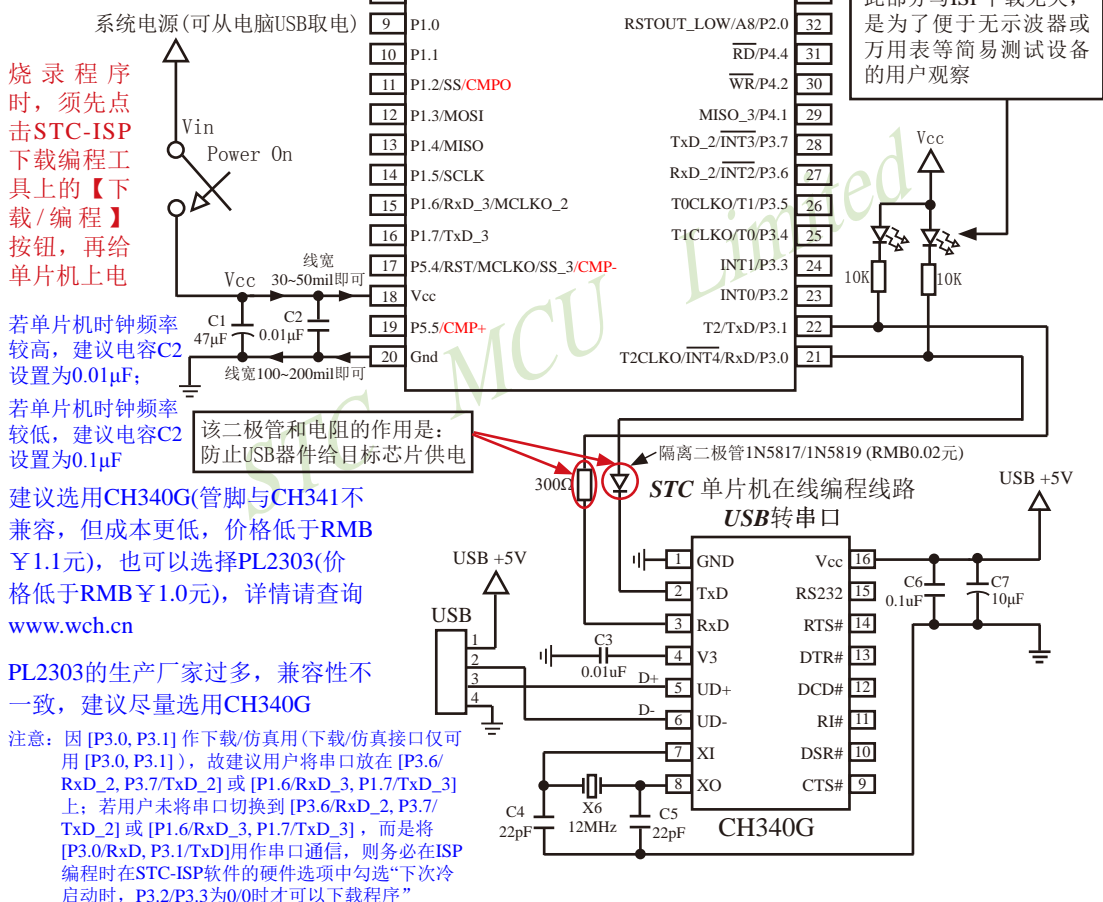 系统电源(可从电脑USB取电)
烧录程序
时，须先点
击STC-ISP
下载编程工
具上的【下
载/编程】
按钮，再给
单片机上电
Vin
Power On
Vcc
线宽
30~50mil即可
C1
47μF
C2
0.01μF
线宽100~200mil即可
9 P1.0
10 P1.1
11 P1.2/SS/CMPO
12 P1.3/MOSI
13 P1.4/MISO
14 P1.5/SCLK
15 P1.6/RxD_3/MCLKO_2
16 P1.7/TxD_3
17 P5.4/RST/MCLKO/SS_3/CMP-
18 Vcc
19 P5.5/CMP+
20 Gnd
RSTOUT_LOW/A8/P2.0 32
RD/P4.4 31
WR/P4.2 30
MISO_3/P4.1 29
TxD_2/INT3/P3.7 28
RxD_2/INT2/P3.6 27
T0CLKO/T1/P3.5 26
T1CLKO/T0/P3.4 25
INT1/P3.3 24
INT0/P3.2 23
T2/TxD/P3.1 22
T2CLKO/INT4/RxD/P3.0 21
是为了便于无示波器或
万用表等简易测试设备
的用户观察
Vcc
10K
10K
STC MCU Limited
若单片机时钟频率
较高，建议电容C2
设置为0.01μF；
若单片机时钟频率
较低，建议电容C2
设置为0.1μF
该二极管和电阻的作用是：
防止USB器件给目标芯片供电
建议选用CH340G(管脚与CH341不
兼容，但成本更低，价格低于RMB
￥1.1元)，也可以选择PL2303(价
格低于RMB￥1.0元)，详情请查询
www.wch.cn
PL2303的生产厂家过多，兼容性不
一致，建议尽量选用CH340G
注意：因 [P3.0, P3.1] 作下载/仿真用(下载/仿真接口仅可
用 [P3.0, P3.1] )，故建议用户将串口放在 [P3.6/
RxD_2, P3.7/TxD_2] 或 [P1.6/RxD_3, P1.7/TxD_3]
上；若用户未将串口切换到 [P3.6/RxD_2, P3.7/
TxD_2] 或 [P1.6/RxD_3, P1.7/TxD_3] ，而是将
[P3.0/RxD, P3.1/TxD]用作串口通信，则务必在ISP
编程时在STC-ISP软件的硬件选项中勾选“下次冷
启动时，P3.2/P3.3为0/0时才可以下载程序”
300Ω
隔离二极管1N5817/1N5819 (RMB0.02元)
STC 单片机在线编程线路
USB转串口
USB +5V
USB +5V
USB
1
2
3
4
C3
0.01uF
D+
D-
1 GND
2 TxD
3 RxD
4 V3
5 UD+
6 UD-
7 XI
8 XO
Vcc 16
RS232 15
RTS# 14
DTR# 13
DCD# 12
RI# 11
DSR# 10
CTS# 9
C6
0.1uF
C7
10μF
C4
22pF
X6
12MHz
C5
22pF
CH340G